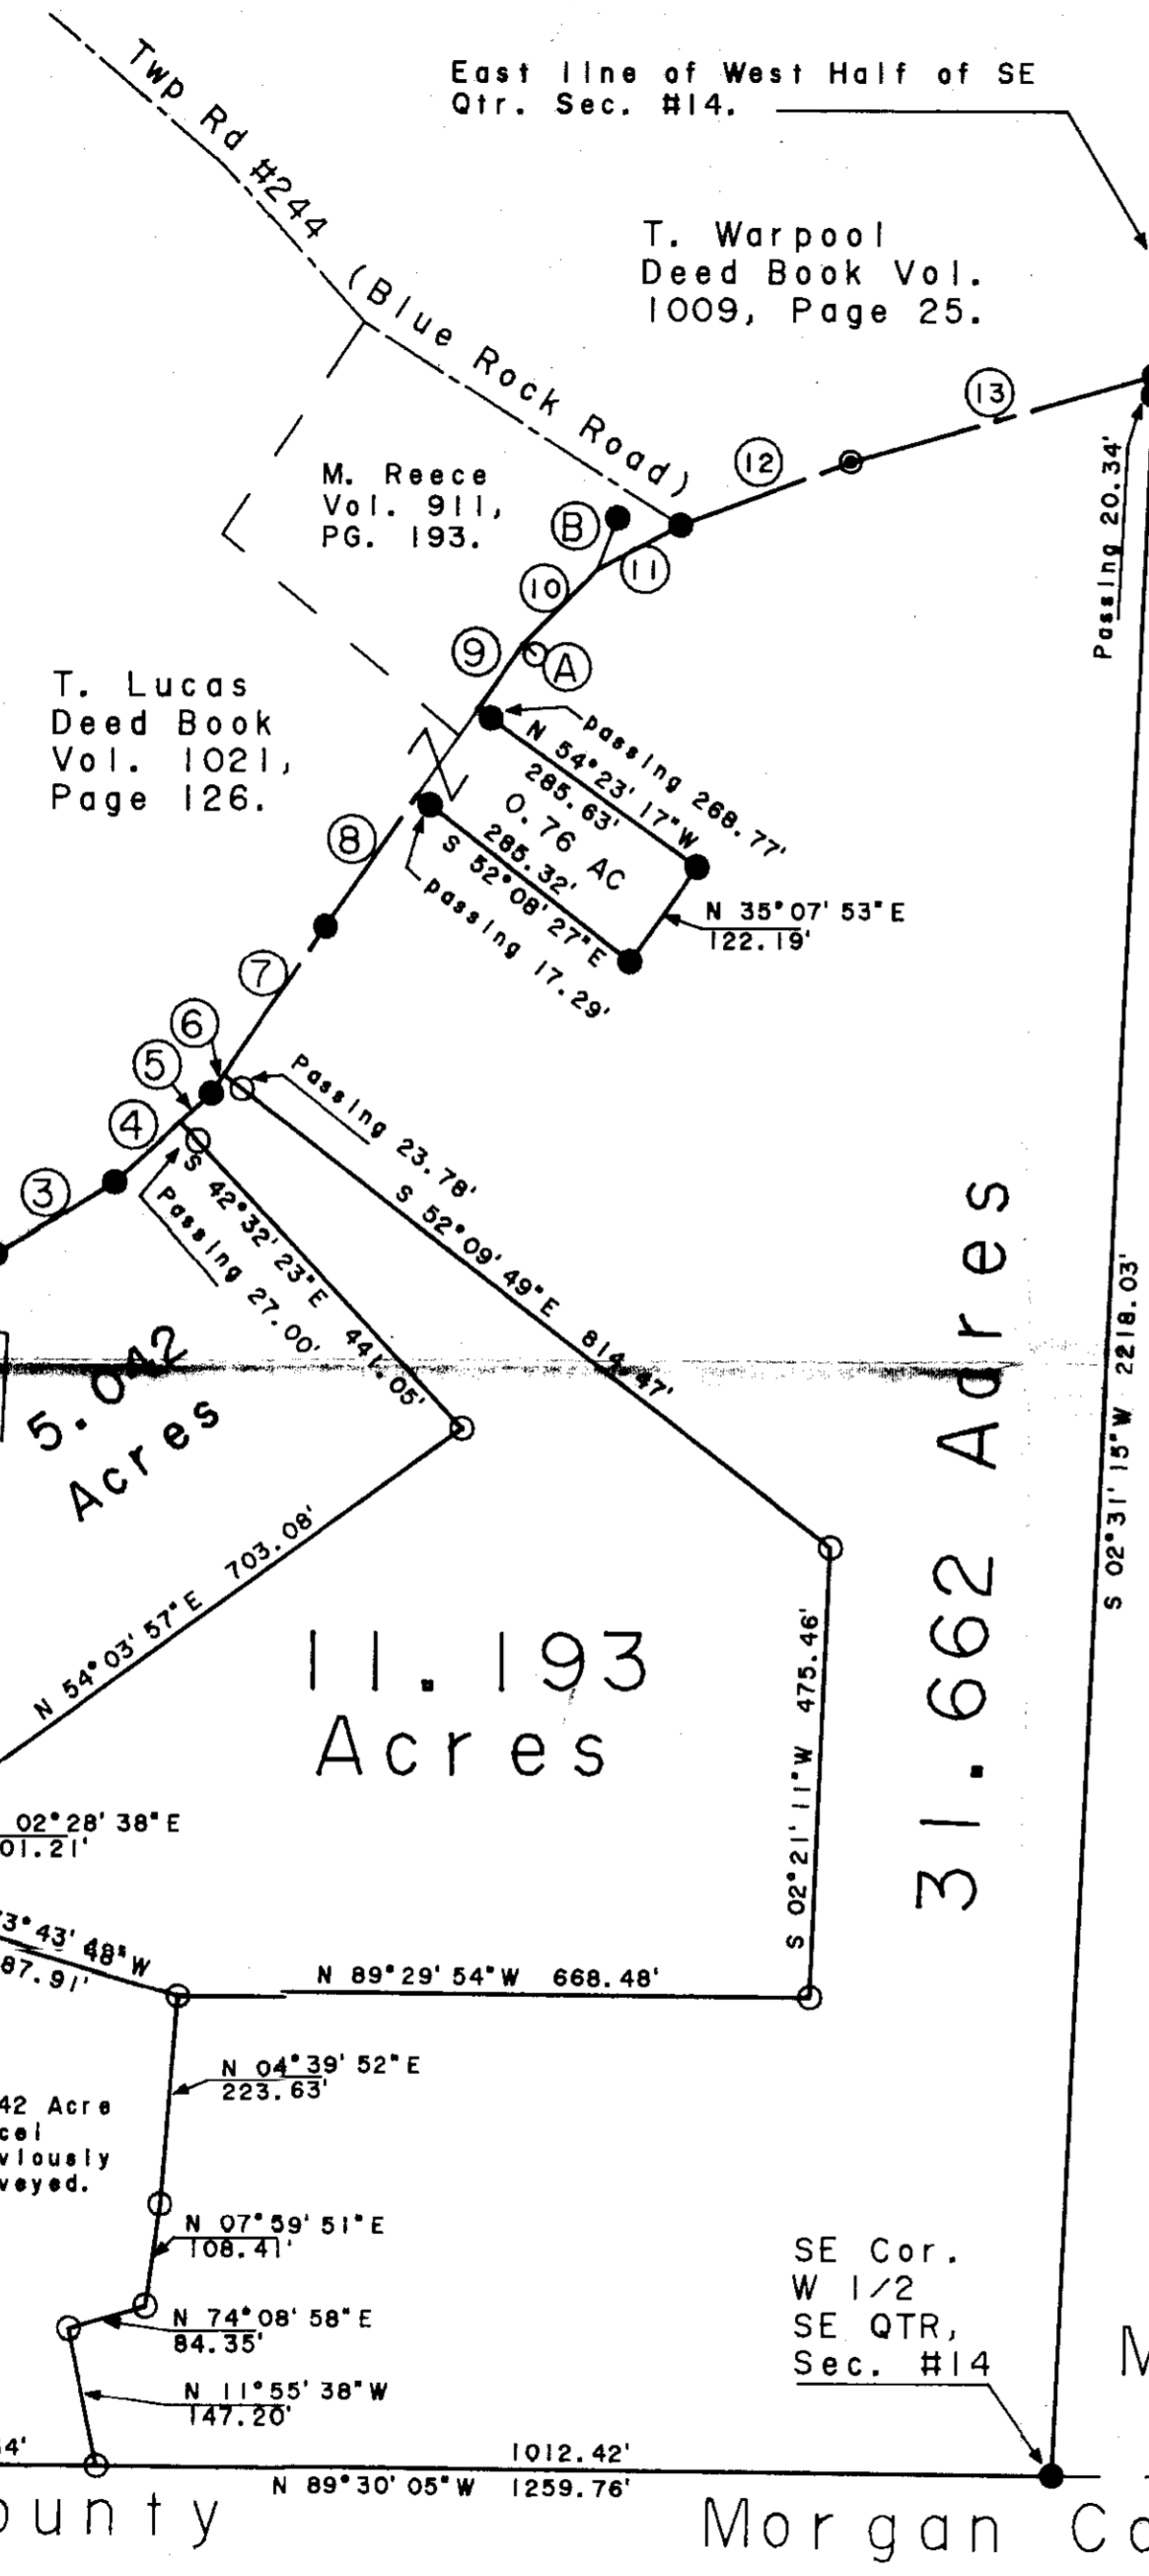 Twp Rd #244
(Blue Rock Road)
East line of West Half of SE
Qtr. Sec. #14.
T. Warpool
Deed Book Vol.
1009, Page 25.
13
12
Passing 20.34'
M. Reece
Vol. 911,
PG. 193.
B
11
10
9
A
T. Lucas
Deed Book
Vol. 1021,
Page 126.
passing 268.77'
N 54°23'17"W
285.63'
0.76 AC
285.32'
S 52°08'27"E
passing 17.29'
N 35°07'53"E
122.19'
8
7
6
5
4
3
Passing 23.78'
S 52°09'49"E 814.47'
S 42°32'23"E 441.05'
Passing 27.00'
5.042
Acres
N 54°03'57"E 703.08'
11.193
Acres
S 02°21'11"W 475.46'
31.662 Acres
S 02°31'15"W 2218.03'
02°28'38"E
01.21'
3°43'48"W
87.91'
N 89°29'54"W 668.48'
N 04°39'52"E
223.63'
42 Acre
cel
viously
veyed.
N 07°59'51"E
108.41'
N 74°08'58"E
84.35'
N 11°55'38"W
147.20'
SE Cor.
W 1/2
SE QTR,
Sec. #14
M
4'
1012.42'
N 89°30'05"W 1259.76'
ounty
Morgan Co